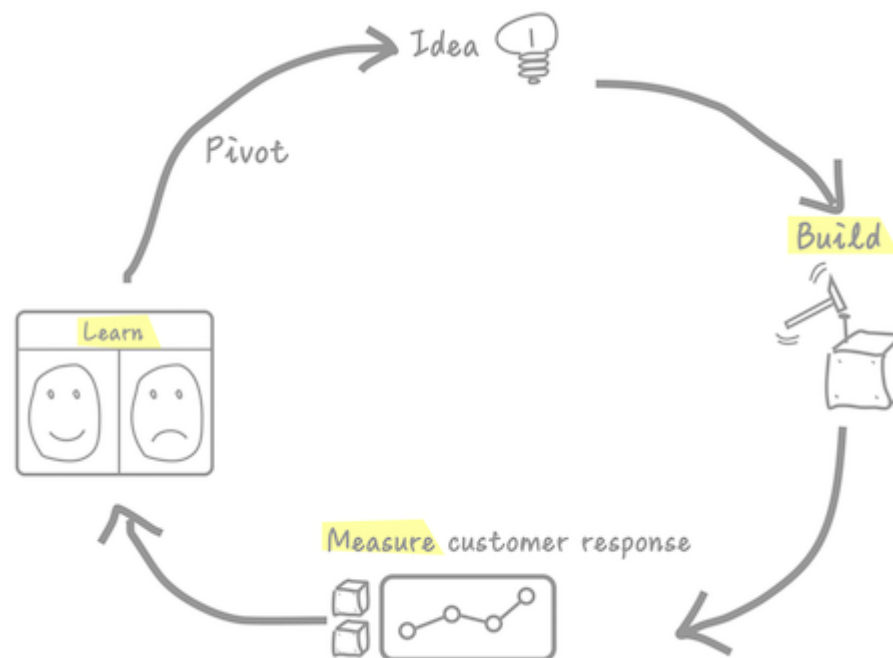 Idea
Pivot
Build
Learn
Measure customer response